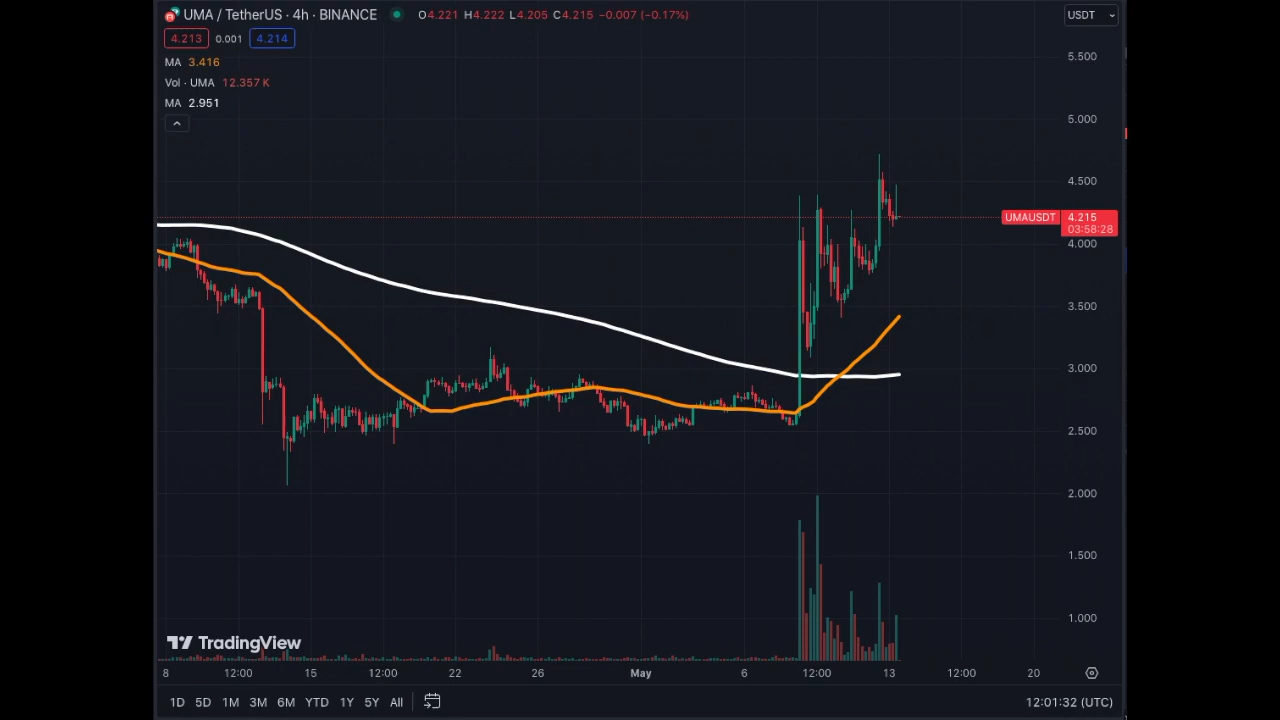 UMA / TetherUS · 4h · BINANCE O4.221 H4.222 L4.205 C4.215 −0.007 (−0.17%)
USDT
4.213 0.001 4.214
MA 3.416
Vol · UMA 12.357 K
MA 2.951
5.500
5.000
4.500
UMAUSDT 4.215
03:58:28
4.000
3.500
3.000
2.500
2.000
1.500
1.000
TradingView
8 12:00 15 12:00 22 26 May 6 12:00 13 12:00 20
1D 5D 1M 3M 6M YTD 1Y 5Y All 12:01:32 (UTC)